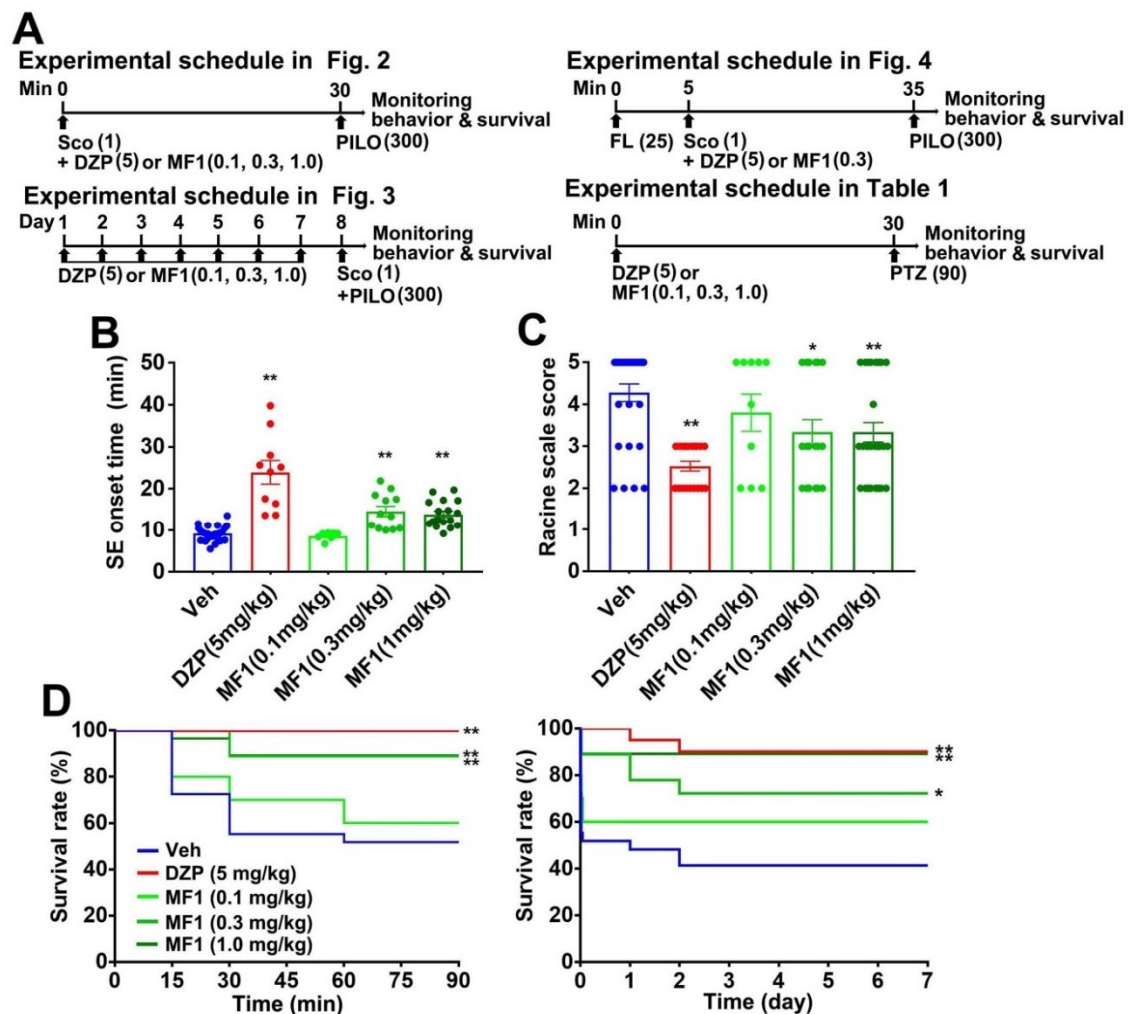 A
Experimental schedule in Fig. 2
Min 0 30
Monitoring
behavior & survival
Sco (1)
+ DZP (5) or MF1(0.1, 0.3, 1.0)
PILO(300)
Experimental schedule in Fig. 4
Min 0 5 35
Monitoring
behavior & survival
FL (25)
Sco (1)
+ DZP(5) or MF1(0.3)
PILO(300)
Experimental schedule in Fig. 3
Day 1 2 3 4 5 6 7 8
Monitoring
behavior & survival
DZP(5) or MF1(0.1, 0.3, 1.0)
Sco (1)
+PILO(300)
Experimental schedule in Table 1
Min 0 30
Monitoring
behavior & survival
DZP(5) or
MF1(0.1, 0.3, 1.0)
PTZ (90)
B
SE onset time (min)
50
40
30
20
10
0
**
**
**
Veh
DZP(5mg/kg)
MF1(0.1mg/kg)
MF1(0.3mg/kg)
MF1(1mg/kg)
C
Racine scale score
5
4
3
2
1
0
**
*
**
Veh
DZP(5mg/kg)
MF1(0.1mg/kg)
MF1(0.3mg/kg)
MF1(1mg/kg)
D
Survival rate (%)
100
80
60
40
20
0
**
**
**
Veh
DZP (5 mg/kg)
MF1 (0.1 mg/kg)
MF1 (0.3 mg/kg)
MF1 (1.0 mg/kg)
0 15 30 45 60 75 90
Time (min)
Survival rate (%)
100
80
60
40
20
0
**
**
*
0 1 2 3 4 5 6 7
Time (day)